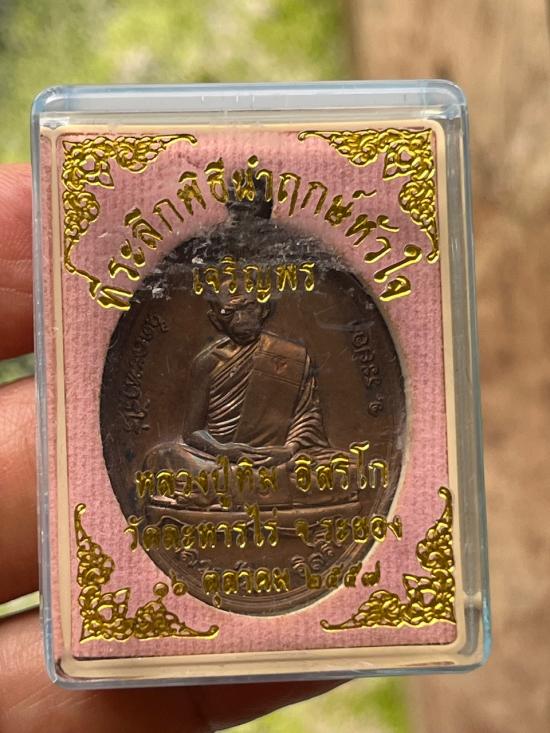 ที่ระลึกพิธีนำฤกษ์หัวใจ
เจริญพร
หลวงปู่ทิม อิสริโก
วัดละหารไร่ จ.ระยอง
๑๖ ตุลาคม ๒๕๕๗